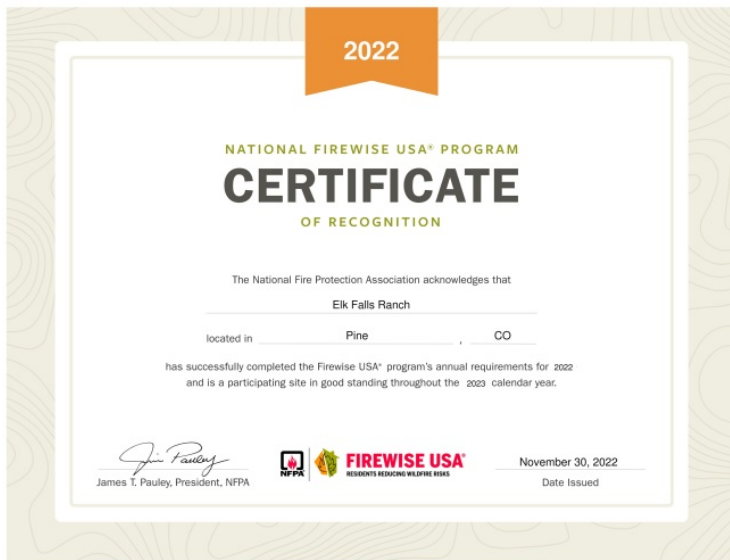 2022
NATIONAL FIREWISE USA® PROGRAM
CERTIFICATE
OF RECOGNITION
The National Fire Protection Association acknowledges that
Elk Falls Ranch
located in Pine , CO
has successfully completed the Firewise USA® program's annual requirements for 2022
and is a participating site in good standing throughout the 2023 calendar year.
Jim Pauley
James T. Pauley, President, NFPA
NFPA
FIREWISE USA®
RESIDENTS REDUCING WILDFIRE RISKS
November 30, 2022
Date Issued